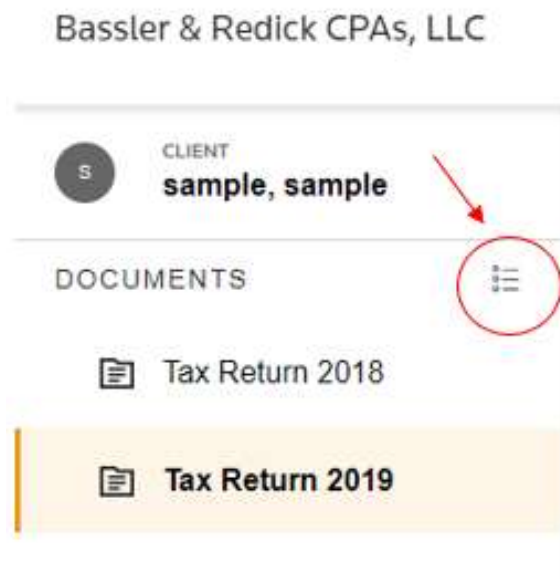 Bassler & Redick CPAs, LLC
S
CLIENT
sample, sample
DOCUMENTS
Tax Return 2018
Tax Return 2019